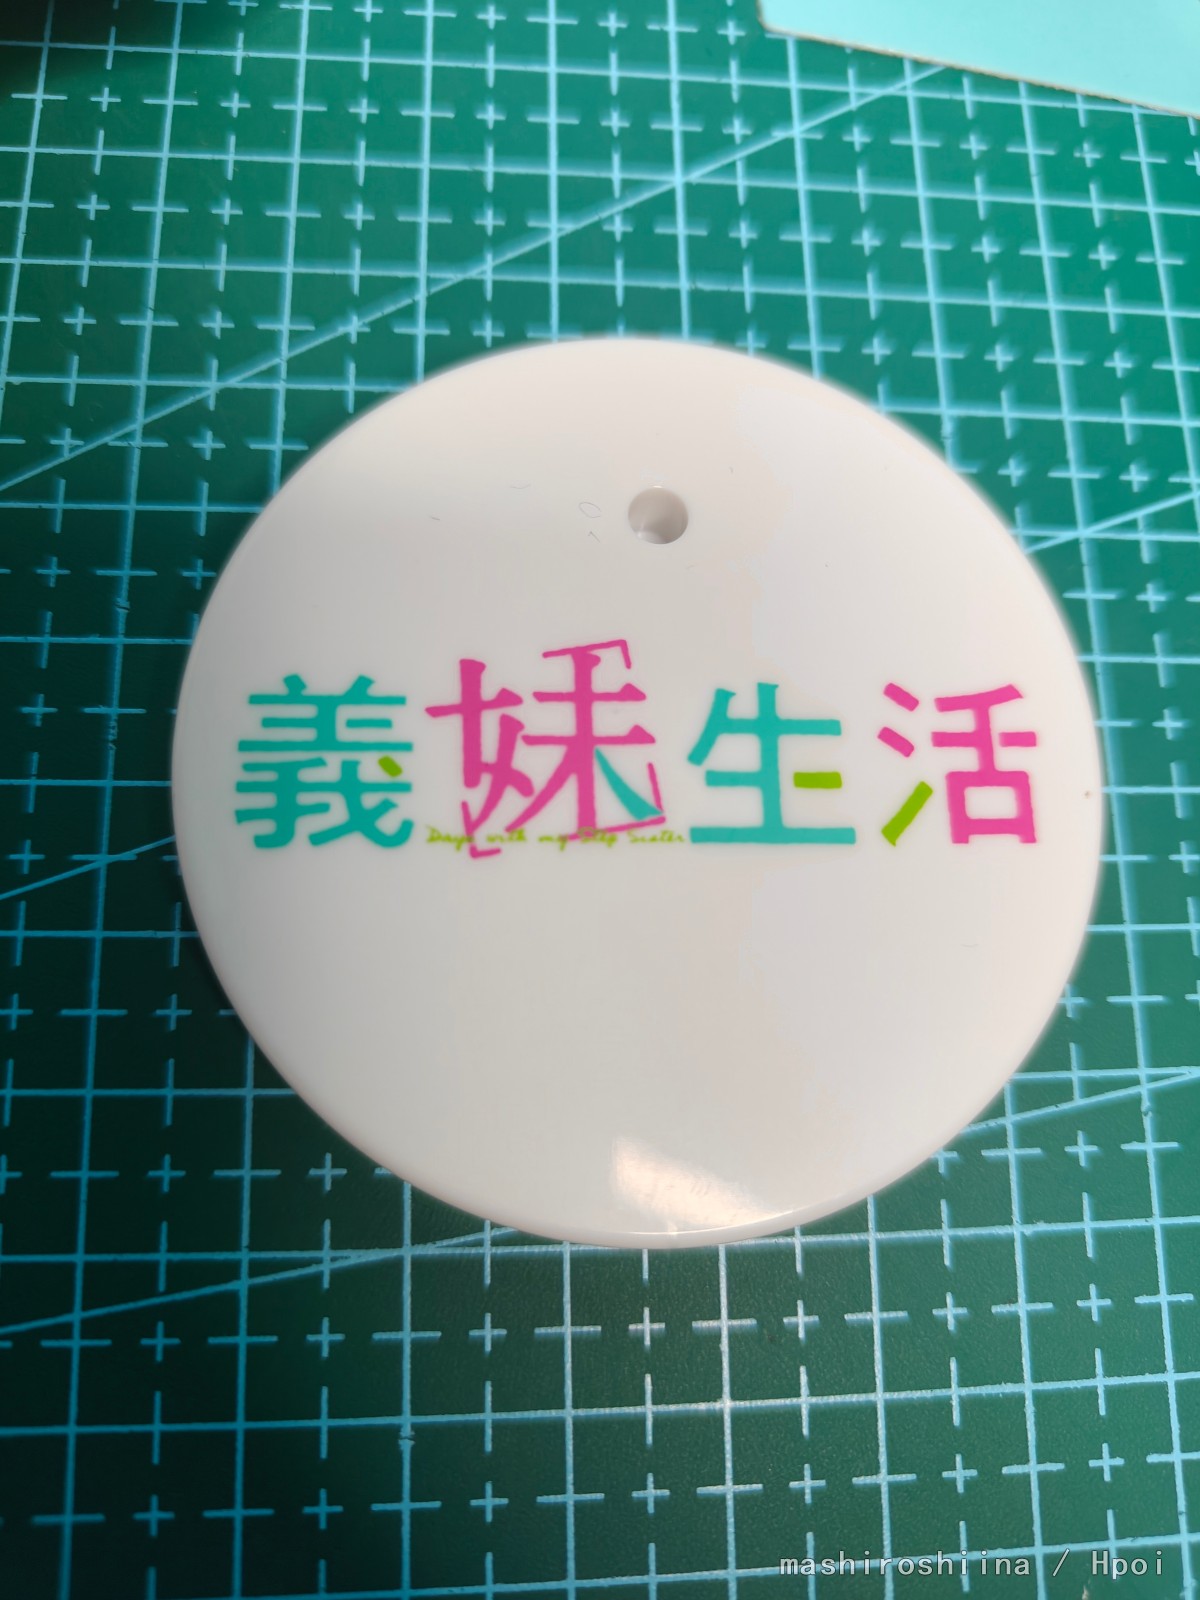 義妹生活
Days with my Step Sister
mashiroshiina / Hpoi